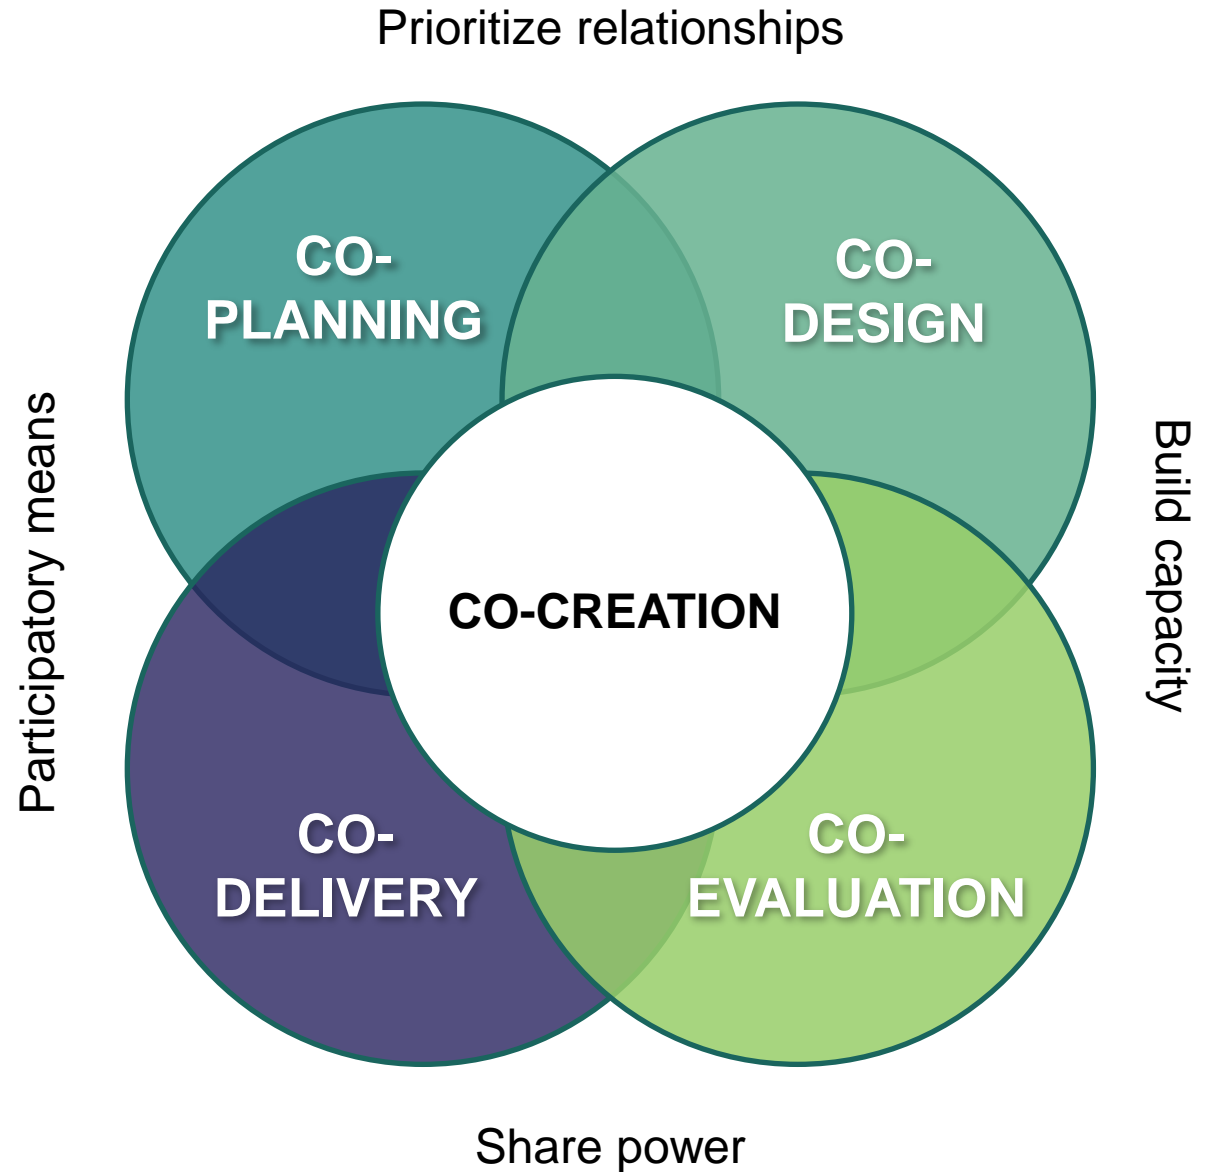 Prioritize relationships
CO-
PLANNING
CO-
DESIGN
Participatory means
Build capacity
CO-CREATION
CO-
DELIVERY
CO-
EVALUATION
Share power